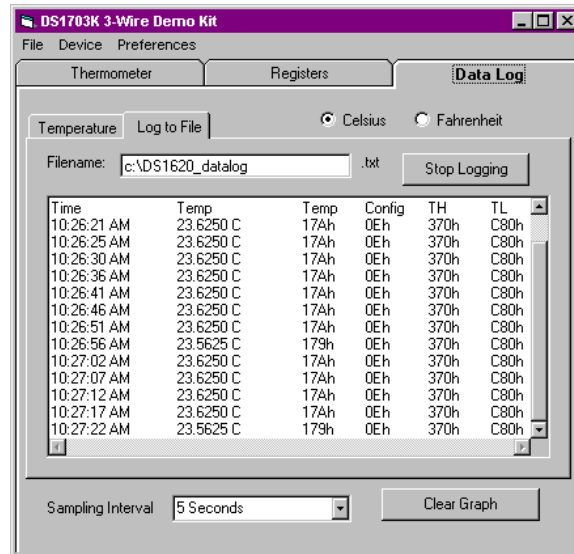 DS1703K 3-Wire Demo Kit
File Device Preferences
Thermometer Registers Data Log
Temperature Log to File Celsius Fahrenheit
Filename: c:\DS1620_datalog .txt Stop Logging
Time Temp Temp Config TH TL
10:26:21 AM 23.6250 C 17Ah 0Eh 370h C80h
10:26:25 AM 23.6250 C 17Ah 0Eh 370h C80h
10:26:30 AM 23.6250 C 17Ah 0Eh 370h C80h
10:26:36 AM 23.6250 C 17Ah 0Eh 370h C80h
10:26:41 AM 23.6250 C 17Ah 0Eh 370h C80h
10:26:46 AM 23.6250 C 17Ah 0Eh 370h C80h
10:26:51 AM 23.6250 C 17Ah 0Eh 370h C80h
10:26:56 AM 23.5625 C 179h 0Eh 370h C80h
10:27:02 AM 23.6250 C 17Ah 0Eh 370h C80h
10:27:07 AM 23.6250 C 17Ah 0Eh 370h C80h
10:27:12 AM 23.6250 C 17Ah 0Eh 370h C80h
10:27:17 AM 23.6250 C 17Ah 0Eh 370h C80h
10:27:22 AM 23.5625 C 179h 0Eh 370h C80h
Sampling Interval 5 Seconds Clear Graph